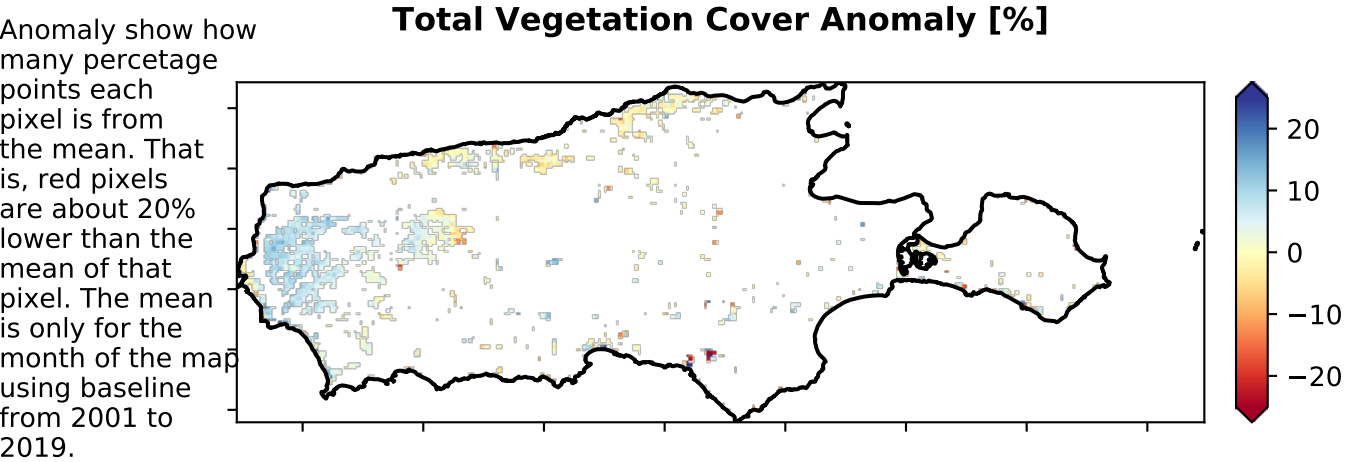 Total Vegetation Cover Anomaly [%]
Anomaly show how
many percetage
points each
pixel is from
the mean. That
is, red pixels
are about 20%
lower than the
mean of that
pixel. The mean
is only for the
month of the map
using baseline
from 2001 to
2019.
20
10
0
−10
−20